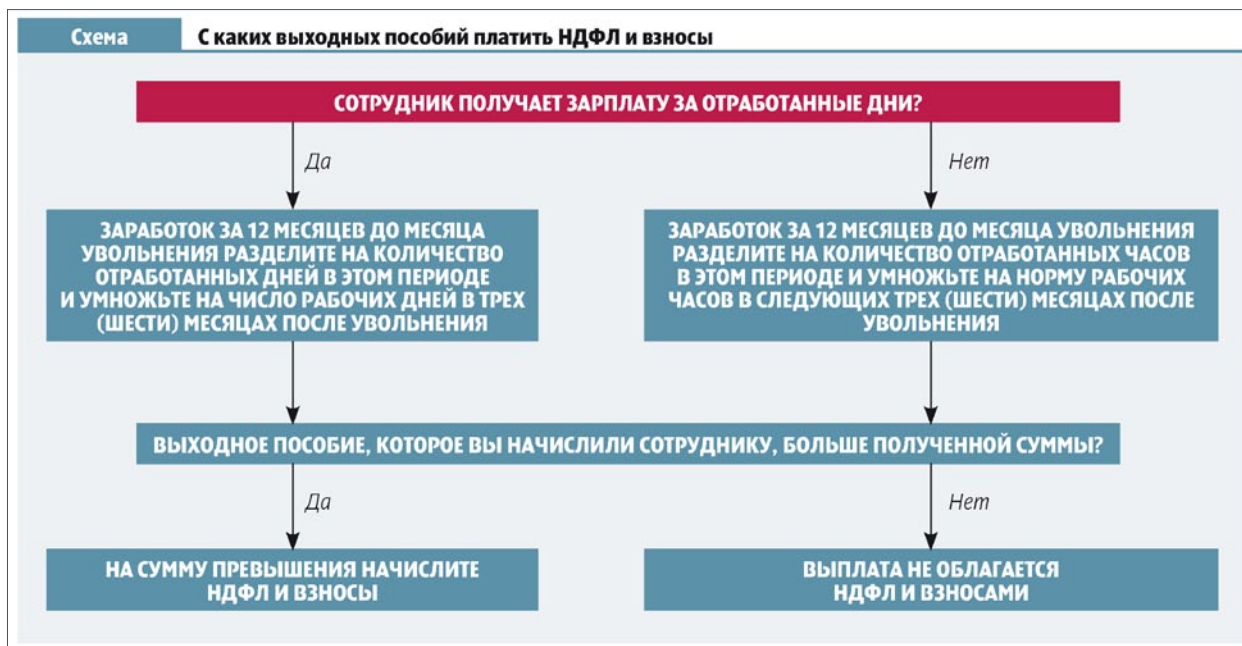 Схема
С каких выходных пособий платить НДФЛ и взносы
СОТРУДНИК ПОЛУЧАЕТ ЗАРПЛАТУ ЗА ОТРАБОТАННЫЕ ДНИ?
Да
Нет
ЗАРАБОТОК ЗА 12 МЕСЯЦЕВ ДО МЕСЯЦА
УВОЛЬНЕНИЯ РАЗДЕЛИТЕ НА КОЛИЧЕСТВО
ОТРАБОТАННЫХ ДНЕЙ В ЭТОМ ПЕРИОДЕ
И УМНОЖЬТЕ НА ЧИСЛО РАБОЧИХ ДНЕЙ В ТРЕХ
(ШЕСТИ) МЕСЯЦАХ ПОСЛЕ УВОЛЬНЕНИЯ
ЗАРАБОТОК ЗА 12 МЕСЯЦЕВ ДО МЕСЯЦА УВОЛЬНЕНИЯ
РАЗДЕЛИТЕ НА КОЛИЧЕСТВО ОТРАБОТАННЫХ ЧАСОВ
В ЭТОМ ПЕРИОДЕ И УМНОЖЬТЕ НА НОРМУ РАБОЧИХ
ЧАСОВ В СЛЕДУЮЩИХ ТРЕХ (ШЕСТИ) МЕСЯЦАХ ПОСЛЕ
УВОЛЬНЕНИЯ
ВЫХОДНОЕ ПОСОБИЕ, КОТОРОЕ ВЫ НАЧИСЛИЛИ СОТРУДНИКУ, БОЛЬШЕ ПОЛУЧЕННОЙ СУММЫ?
Да
Нет
НА СУММУ ПРЕВЫШЕНИЯ НАЧИСЛИТЕ
НДФЛ И ВЗНОСЫ
ВЫПЛАТА НЕ ОБЛАГАЕТСЯ
НДФЛ И ВЗНОСАМИ